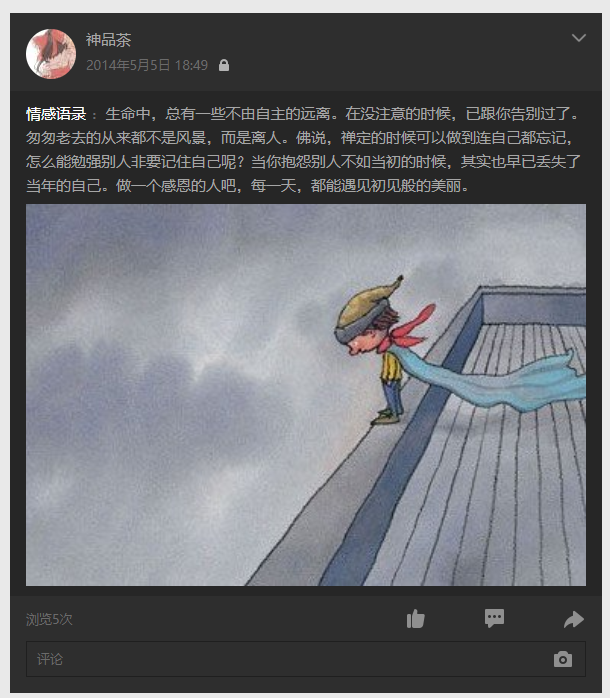 神品茶
2014年5月5日 18:49
情感语录 ：生命中，总有一些不由自主的远离。在没注意的时候，已跟你告别过了。
匆匆老去的从来都不是风景，而是离人。佛说，禅定的时候可以做到连自己都忘记，
怎么能勉强别人非要记住自己呢？当你抱怨别人不如当初的时候，其实也早已丢失了
当年的自己。做一个感恩的人吧，每一天，都能遇见初见般的美丽。
浏览5次
评论